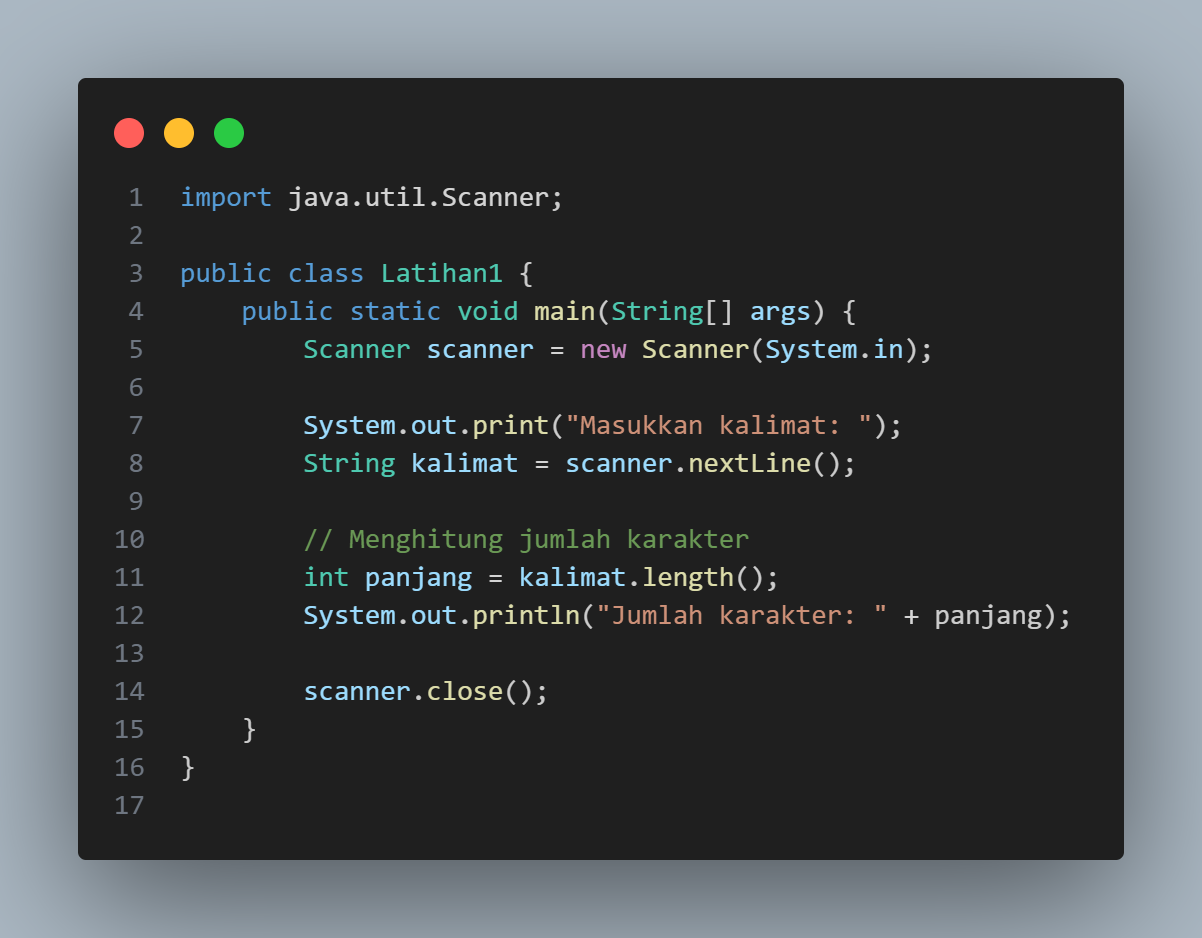 1 import java.util.Scanner;
2
3 public class Latihan1 {
4     public static void main(String[] args) {
5         Scanner scanner = new Scanner(System.in);
6
7         System.out.print("Masukkan kalimat: ");
8         String kalimat = scanner.nextLine();
9
10         // Menghitung jumlah karakter
11         int panjang = kalimat.length();
12         System.out.println("Jumlah karakter: " + panjang);
13
14         scanner.close();
15     }
16 }
17